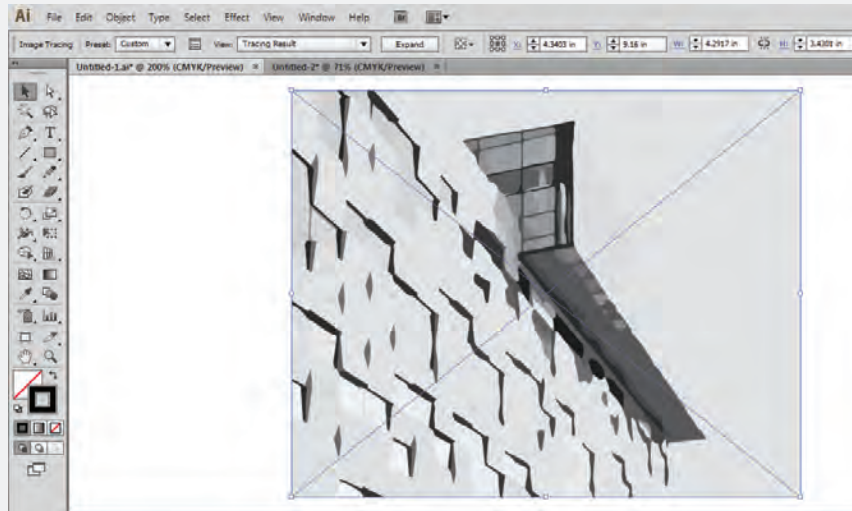 Ai File Edit Object Type Select Effect View Window Help Br
Image Tracing Preset: Custom View: Tracing Result Expand X: 4.3403 in Y: 9.16 in W: 4.2917 in H: 3.4301 in
Untitled-1.ai* @ 200% (CMYK/Preview) × Untitled-2* @ 71% (CMYK/Preview) ×
T